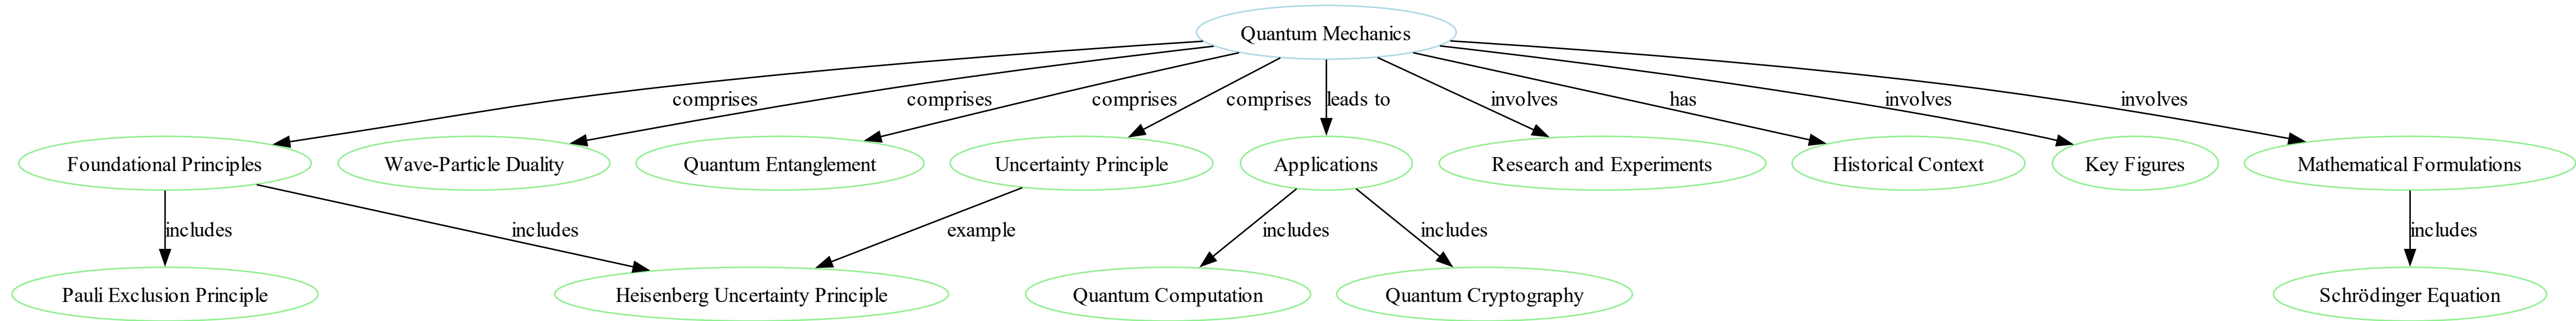 Quantum Mechanics
comprises
comprises
comprises
comprises
leads to
involves
has
involves
involves
Foundational Principles
Wave-Particle Duality
Quantum Entanglement
Uncertainty Principle
Applications
Research and Experiments
Historical Context
Key Figures
Mathematical Formulations
includes
includes
example
includes
includes
includes
Pauli Exclusion Principle
Heisenberg Uncertainty Principle
Quantum Computation
Quantum Cryptography
Schrödinger Equation